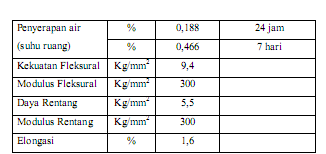 Penyerapan air % 0,188 24 jam
(suhu ruang) % 0,466 7 hari
Kekuatan Fleksural Kg/mm² 9,4
Modulus Fleksural Kg/mm² 300
Daya Rentang Kg/mm² 5,5
Modulus Rentang Kg/mm² 300
Elongasi % 1,6